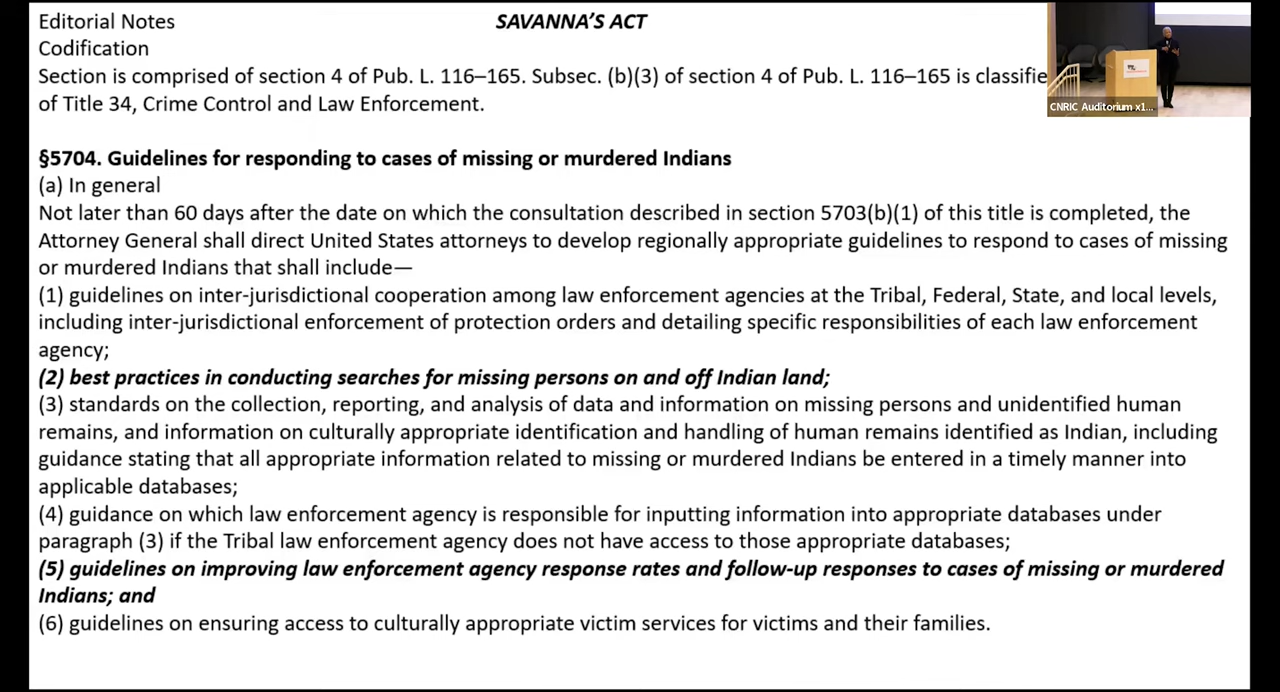 Editorial Notes
SAVANNA’S ACT
Codification
Section is comprised of section 4 of Pub. L. 116–165. Subsec. (b)(3) of section 4 of Pub. L. 116–165 is classifie
of Title 34, Crime Control and Law Enforcement.
CNRIC Auditorium x1...
§5704. Guidelines for responding to cases of missing or murdered Indians
(a) In general
Not later than 60 days after the date on which the consultation described in section 5703(b)(1) of this title is completed, the
Attorney General shall direct United States attorneys to develop regionally appropriate guidelines to respond to cases of missing
or murdered Indians that shall include—
(1) guidelines on inter-jurisdictional cooperation among law enforcement agencies at the Tribal, Federal, State, and local levels,
including inter-jurisdictional enforcement of protection orders and detailing specific responsibilities of each law enforcement
agency;
(2) best practices in conducting searches for missing persons on and off Indian land;
(3) standards on the collection, reporting, and analysis of data and information on missing persons and unidentified human
remains, and information on culturally appropriate identification and handling of human remains identified as Indian, including
guidance stating that all appropriate information related to missing or murdered Indians be entered in a timely manner into
applicable databases;
(4) guidance on which law enforcement agency is responsible for inputting information into appropriate databases under
paragraph (3) if the Tribal law enforcement agency does not have access to those appropriate databases;
(5) guidelines on improving law enforcement agency response rates and follow-up responses to cases of missing or murdered
Indians; and
(6) guidelines on ensuring access to culturally appropriate victim services for victims and their families.